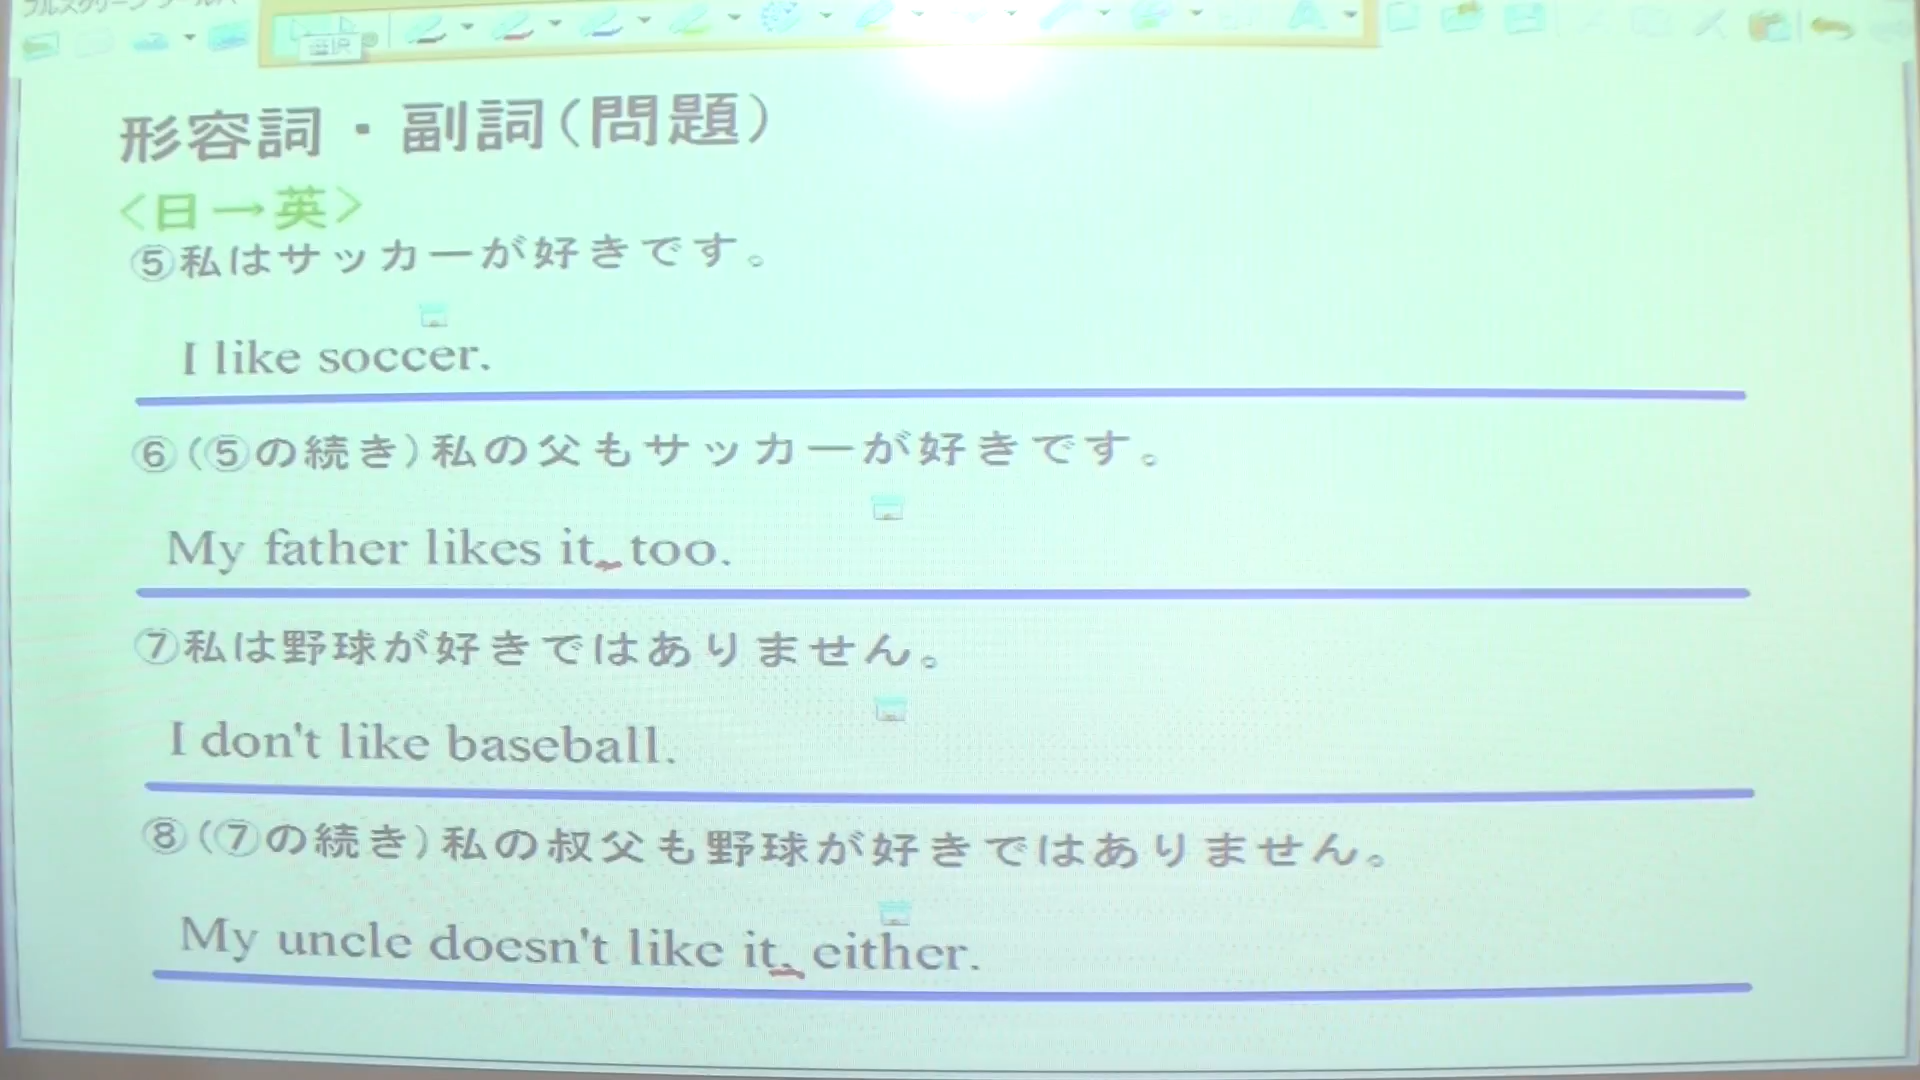 形容詞・副詞(問題)
<日→英>
⑤私はサッカーが好きです。
I like soccer.
⑥(⑤の続き)私の父もサッカーが好きです。
My father likes it, too.
⑦私は野球が好きではありません。
I don't like baseball.
⑧(⑦の続き)私の叔父も野球が好きではありません。
My uncle doesn't like it, either.